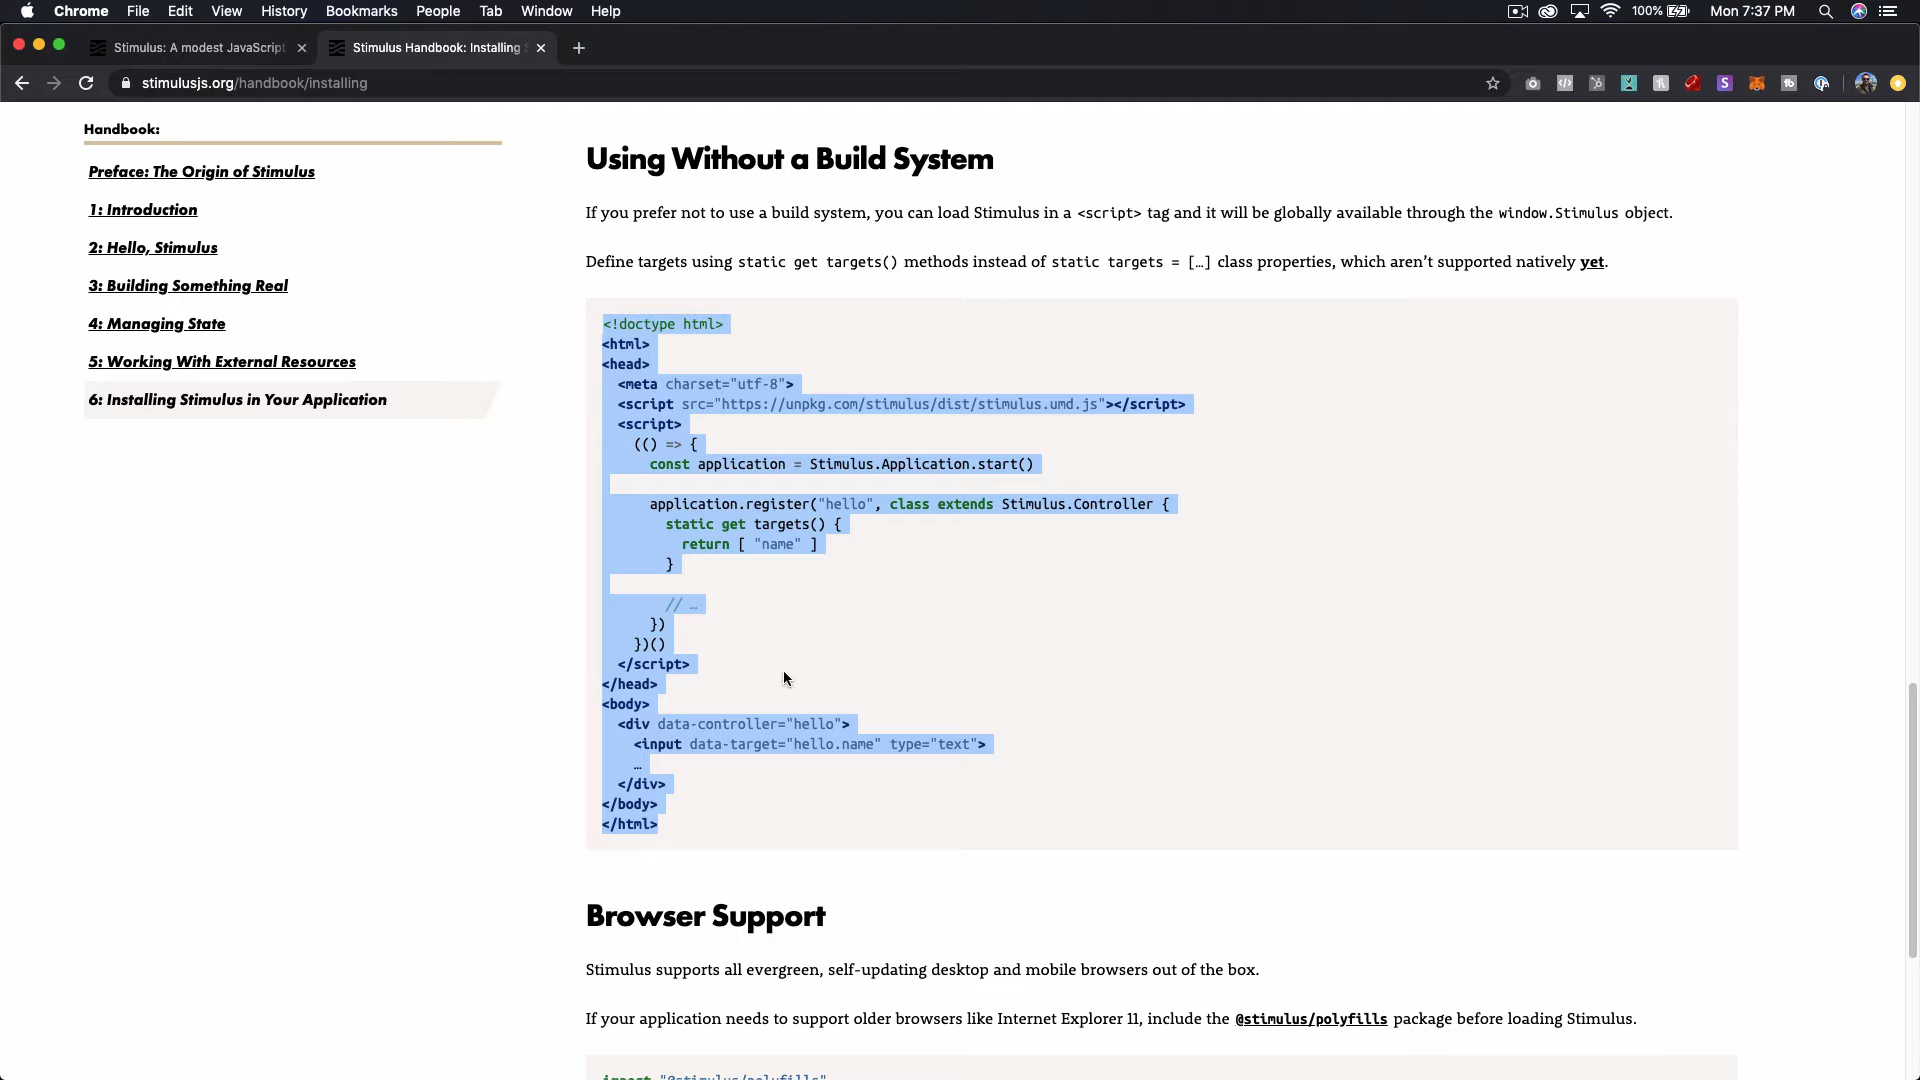 Chrome File Edit View History Bookmarks People Tab Window Help 100% Mon 7:37 PM
Stimulus: A modest JavaScript Stimulus Handbook: Installing
stimulusjs.org/handbook/installing
Handbook:
Preface: The Origin of Stimulus
1: Introduction
2: Hello, Stimulus
3: Building Something Real
4: Managing State
5: Working With External Resources
6: Installing Stimulus in Your Application
Using Without a Build System
If you prefer not to use a build system, you can load Stimulus in a <script> tag and it will be globally available through the window.Stimulus object.
Define targets using static get targets() methods instead of static targets = […] class properties, which aren’t supported natively yet.
<!doctype html>
<html>
<head>
  <meta charset="utf-8">
  <script src="https://unpkg.com/stimulus/dist/stimulus.umd.js"></script>
  <script>
    (() => {
      const application = Stimulus.Application.start()
      application.register("hello", class extends Stimulus.Controller {
        static get targets() {
          return [ "name" ]
        }
        // …
      })
    })()
  </script>
</head>
<body>
  <div data-controller="hello">
    <input data-target="hello.name" type="text">
    …
  </div>
</body>
</html>
Browser Support
Stimulus supports all evergreen, self-updating desktop and mobile browsers out of the box.
If your application needs to support older browsers like Internet Explorer 11, include the @stimulus/polyfills package before loading Stimulus.
import "@stimulus/polyfills"